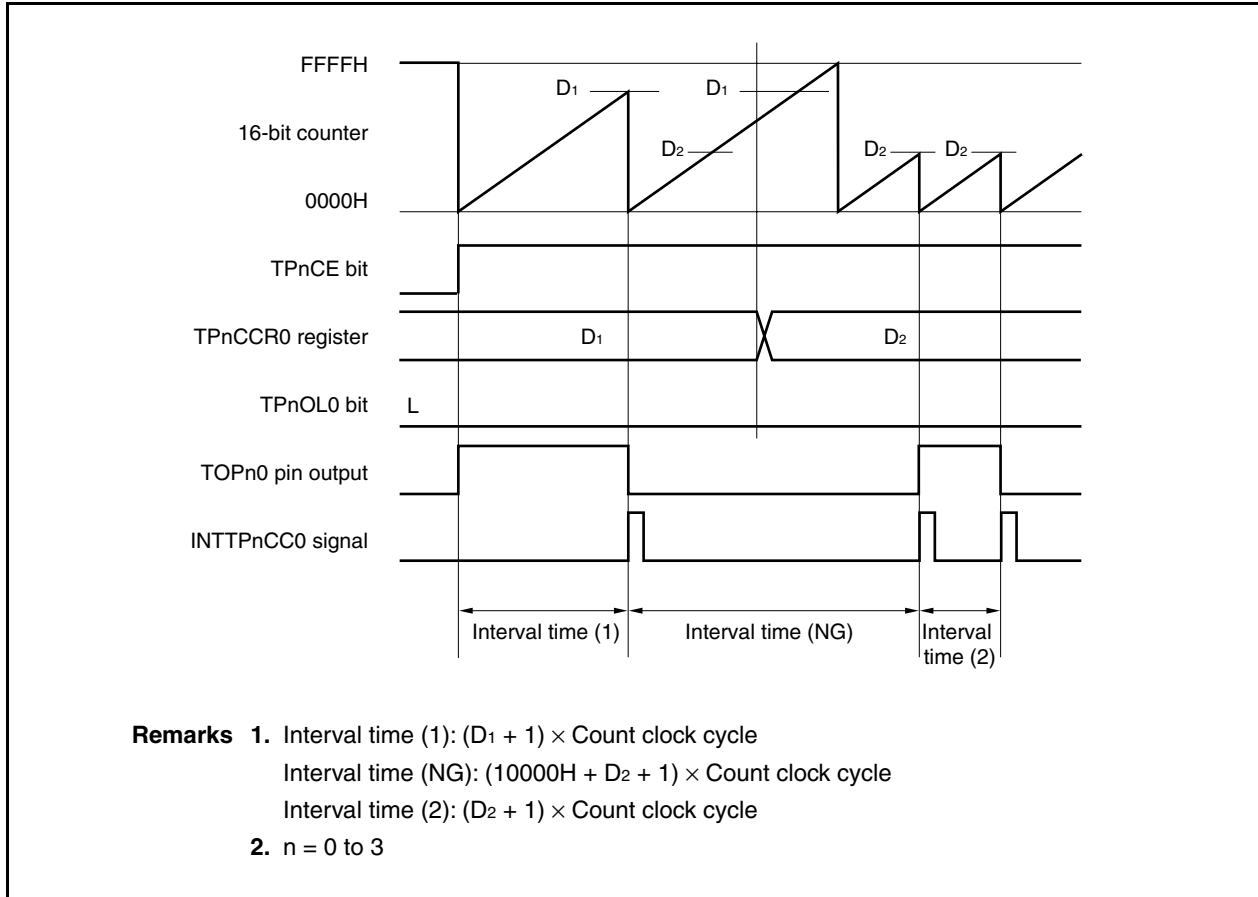 FFFFH
D1
D1
16-bit counter
D2
D2
D2
0000H
TPnCE bit
TPnCCR0 register
D1
D2
TPnOL0 bit
L
TOPn0 pin output
INTTPnCC0 signal
Interval time (1)
Interval time (NG)
Interval
time (2)
Remarks 1. Interval time (1): (D1 + 1) × Count clock cycle
Interval time (NG): (10000H + D2 + 1) × Count clock cycle
Interval time (2): (D2 + 1) × Count clock cycle
2. n = 0 to 3